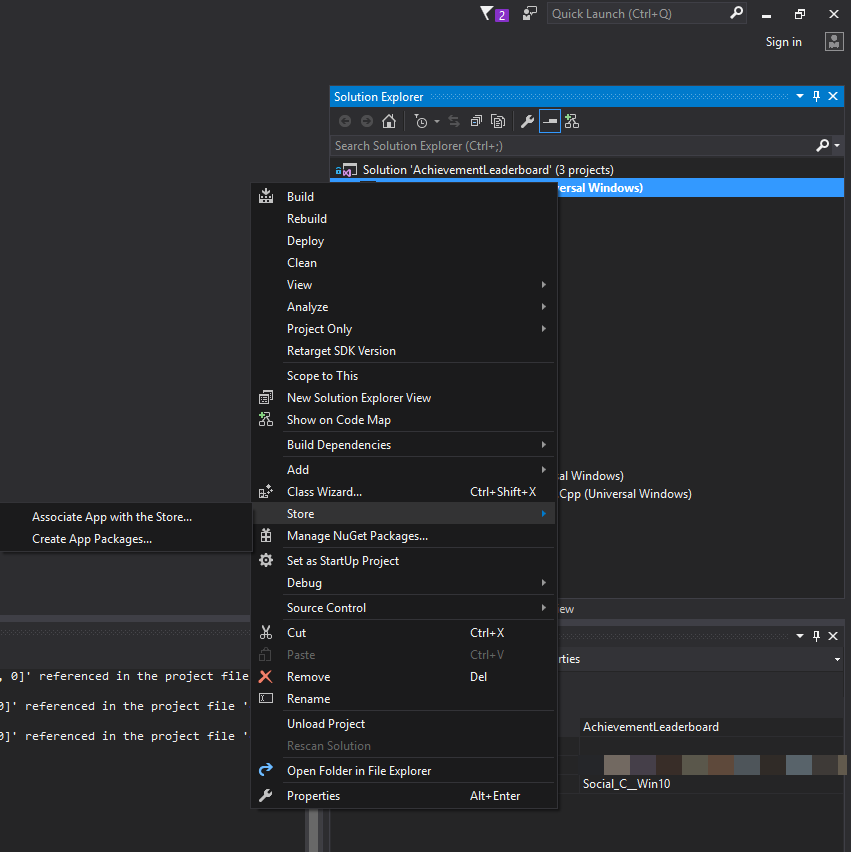 2
Quick Launch (Ctrl+Q)
Sign in
Solution Explorer
Search Solution Explorer (Ctrl+;)
Solution 'AchievementLeaderboard' (3 projects)
Windows)
Build
Rebuild
Deploy
Clean
View
Analyze
Project Only
Retarget SDK Version
Scope to This
New Solution Explorer View
Show on Code Map
Build Dependencies
Windows)
Cpp (Universal Windows)
Add
Class Wizard... Ctrl+Shift+X
Store
Associate App with the Store...
Create App Packages...
Manage NuGet Packages...
Set as StartUp Project
Debug
Source Control
Cut Ctrl+X
Paste Ctrl+V
Remove Del
Rename
Unload Project
Rescan Solution
Open Folder in File Explorer
Properties Alt+Enter
, 0]' referenced in the project file
0]' referenced in the project file '
0]' referenced in the project file '
AchievementLeaderboard
Social_C__Win10